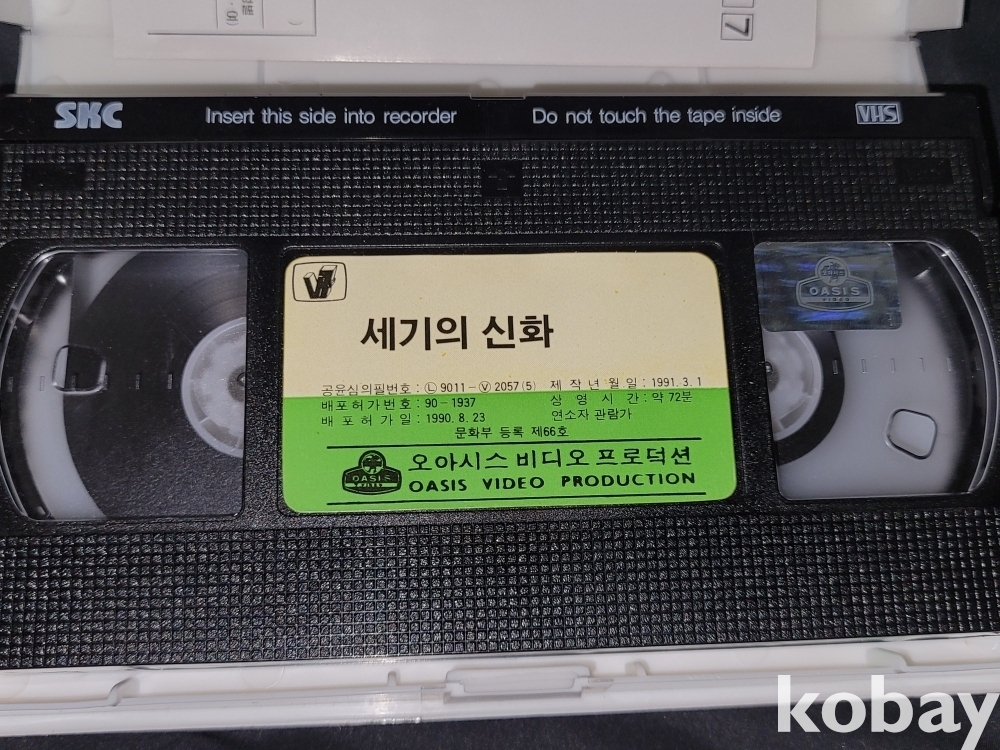 7
SKC Insert this side into recorder Do not touch the tape inside VHS
세기의 신화
공윤심의필번호 : Ⓛ 9011-Ⓥ 2057 (5) 제 작 년 월 일 : 1991. 3. 1
배포허가번호 : 90-1937 상 영 시 간 : 약 72분
배 포 허 가 일 : 1990. 8. 23 연소자 관람가
문화부 등록 제66호
OASIS VIDEO
오아시스 비디오 프로덕션
OASIS VIDEO PRODUCTION
OASIS
VIDEO
kobay